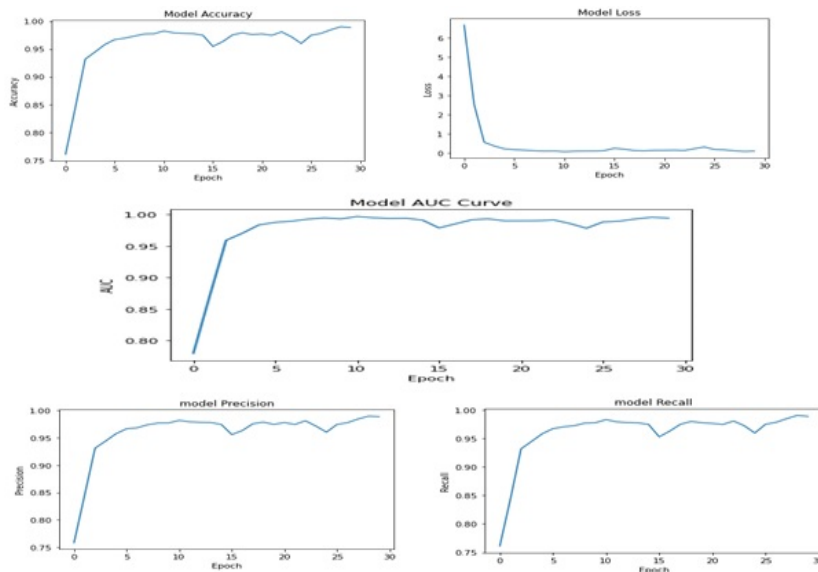 Model Accuracy
1.00
0.95
0.90
0.85
0.80
0.75
Accuracy
0 5 10 15 20 25 30
Epoch
Model Loss
6
5
4
3
2
1
0
Loss
0 5 10 15 20 25 30
Epoch
Model AUC Curve
1.00
0.95
0.90
0.85
0.80
AUC
0 5 10 15 20 25 30
Epoch
model Precision
1.00
0.95
0.90
0.85
0.80
0.75
Precision
0 5 10 15 20 25 30
Epoch
model Recall
1.00
0.95
0.90
0.85
0.80
0.75
Recall
0 5 10 15 20 25 30
Epoch